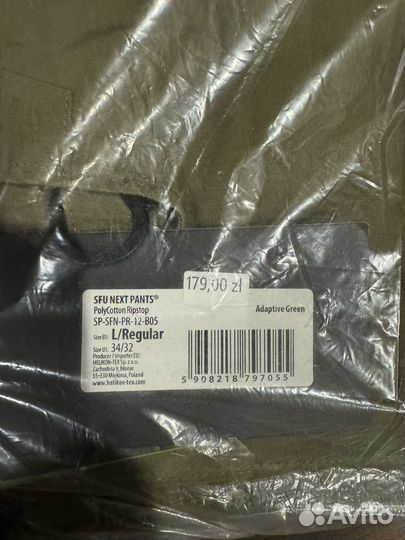 179,00 zł
SFU NEXT PANTS®
PolyCotton Ripstop
SP-SFN-PR-12-B05
Adaptive Green
Size EU: L/Regular
Size US: 34/32
Producer / Importer EU:
HELIKON-TEX Sp. z o.o.
Zachodnia 9, Błonie
55-330 Miękinia, Poland
www.helikon-tex.com
5 908218 797055
Avito